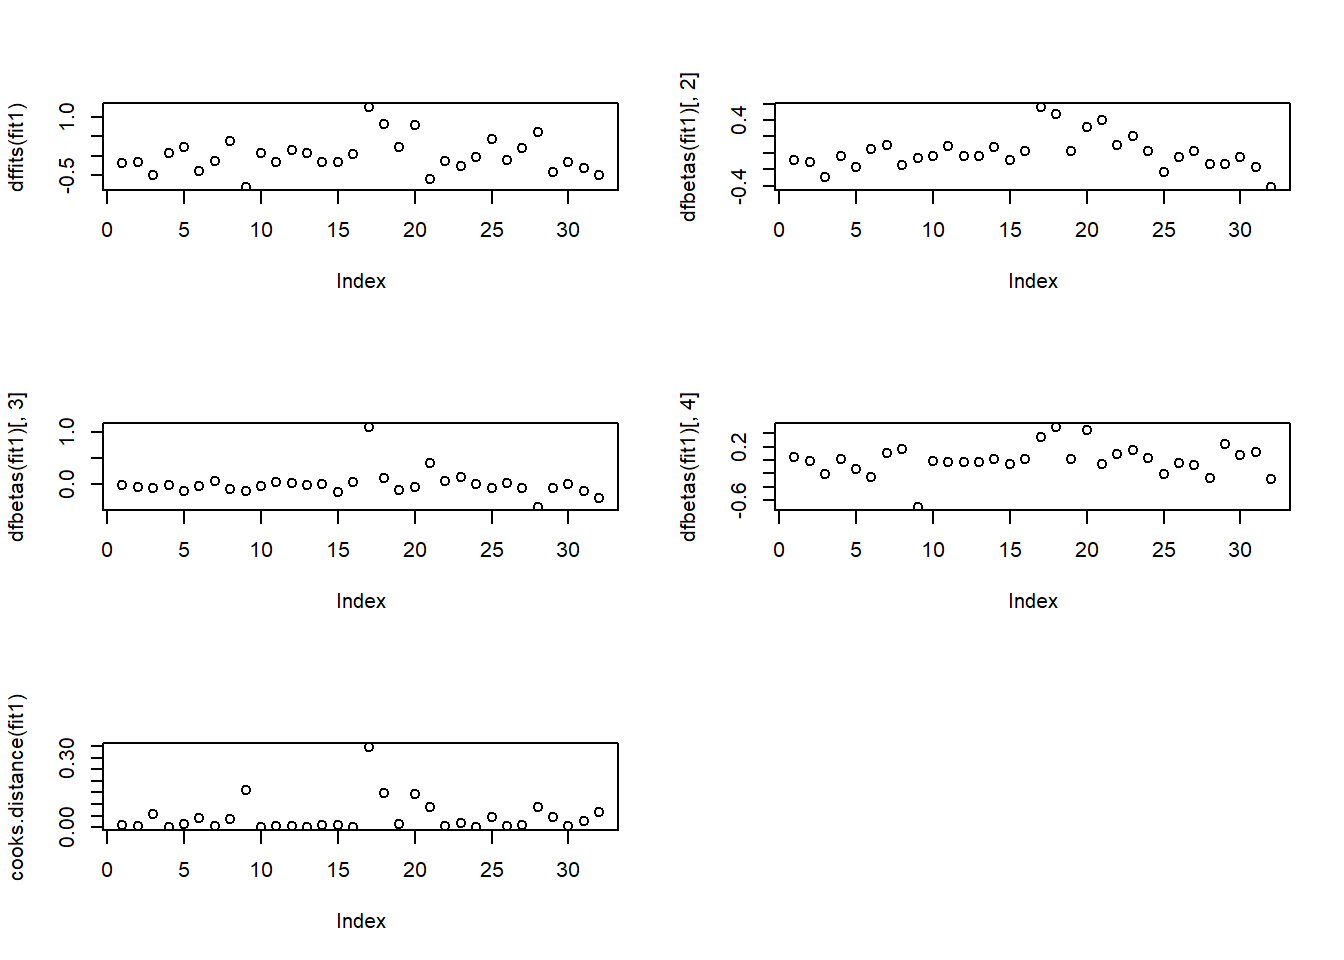 dffits(fit1)
1.0
-0.5
0 5 10 15 20 25 30
Index
dfbetas(fit1)[, 2]
0.4
-0.4
0 5 10 15 20 25 30
Index
dfbetas(fit1)[, 3]
1.0
0.0
0 5 10 15 20 25 30
Index
dfbetas(fit1)[, 4]
0.2
-0.6
0 5 10 15 20 25 30
Index
cooks.distance(fit1)
0.30
0.00
0 5 10 15 20 25 30
Index